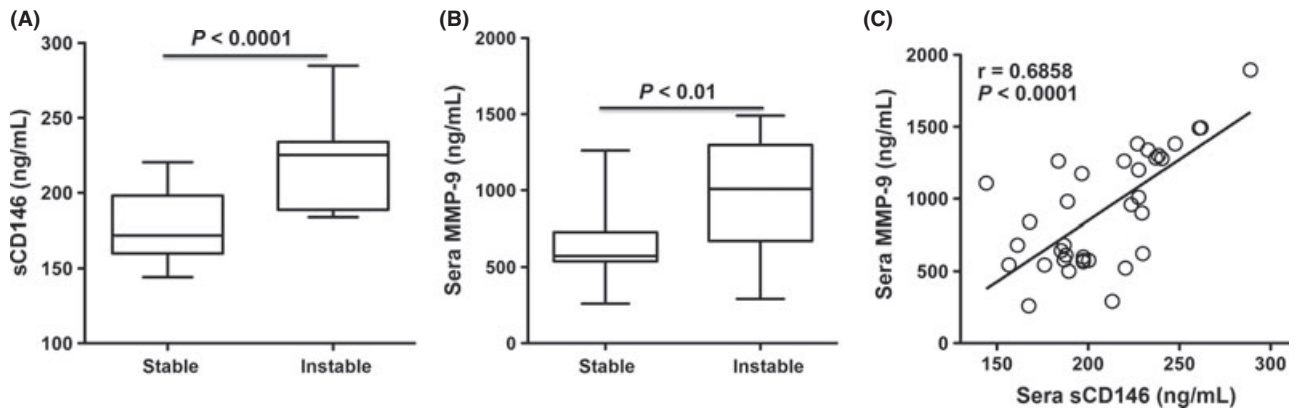 (A)
P < 0.0001
sCD146 (ng/mL)
300
250
200
150
100
Stable
Instable
(B)
P < 0.01
Sera MMP-9 (ng/mL)
2000
1500
1000
500
0
Stable
Instable
(C)
r = 0.6858
P < 0.0001
Sera MMP-9 (ng/mL)
2000
1500
1000
500
0
150
200
250
300
Sera sCD146 (ng/mL)